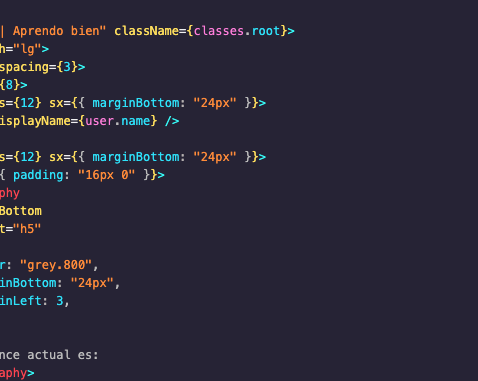 | Aprendo bien" className={classes.root}>
h="lg">
spacing={3}>
{8}>
s={12} sx={{ marginBottom: "24px" }}>
isplayName={user.name} />
s={12} sx={{ marginBottom: "24px" }}>
{ padding: "16px 0" }}>
phy
Bottom
t="h5"
r: "grey.800",
inBottom: "24px",
inLeft: 3,
nce actual es:
aphy>